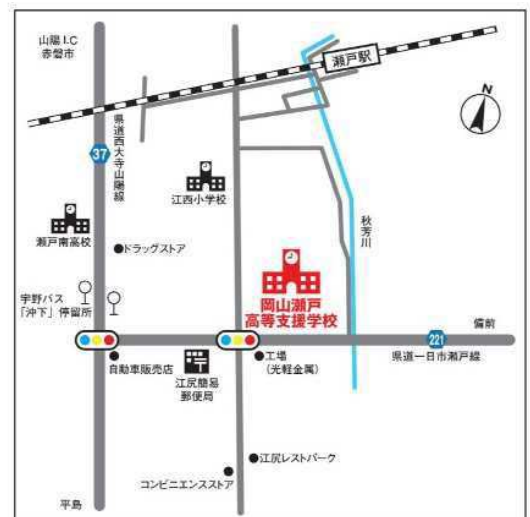 山陽 I.C
赤磐市
瀬戸駅
N
県道西大寺山陽線
37
江西小学校
瀬戸南高校
ドラッグストア
秋芳川
岡山瀬戸
高等支援学校
宇野バス
「沖下」停留所
備前
221
県道一日市瀬戸線
自動車販売店
江尻簡易
郵便局
工場
(光軽金属)
江尻レストパーク
コンビニエンスストア
平島